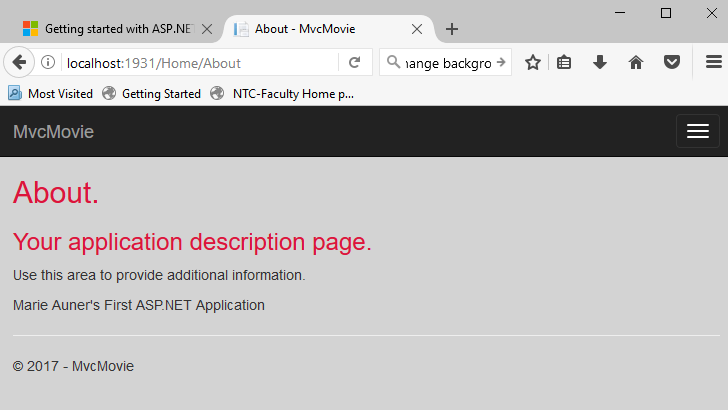 Getting started with ASP.NE
About - MvcMovie
localhost:1931/Home/About
hange backgro
Most Visited
Getting Started
NTC-Faculty Home p...
MvcMovie
About.
Your application description page.
Use this area to provide additional information.
Marie Auner's First ASP.NET Application
© 2017 - MvcMovie